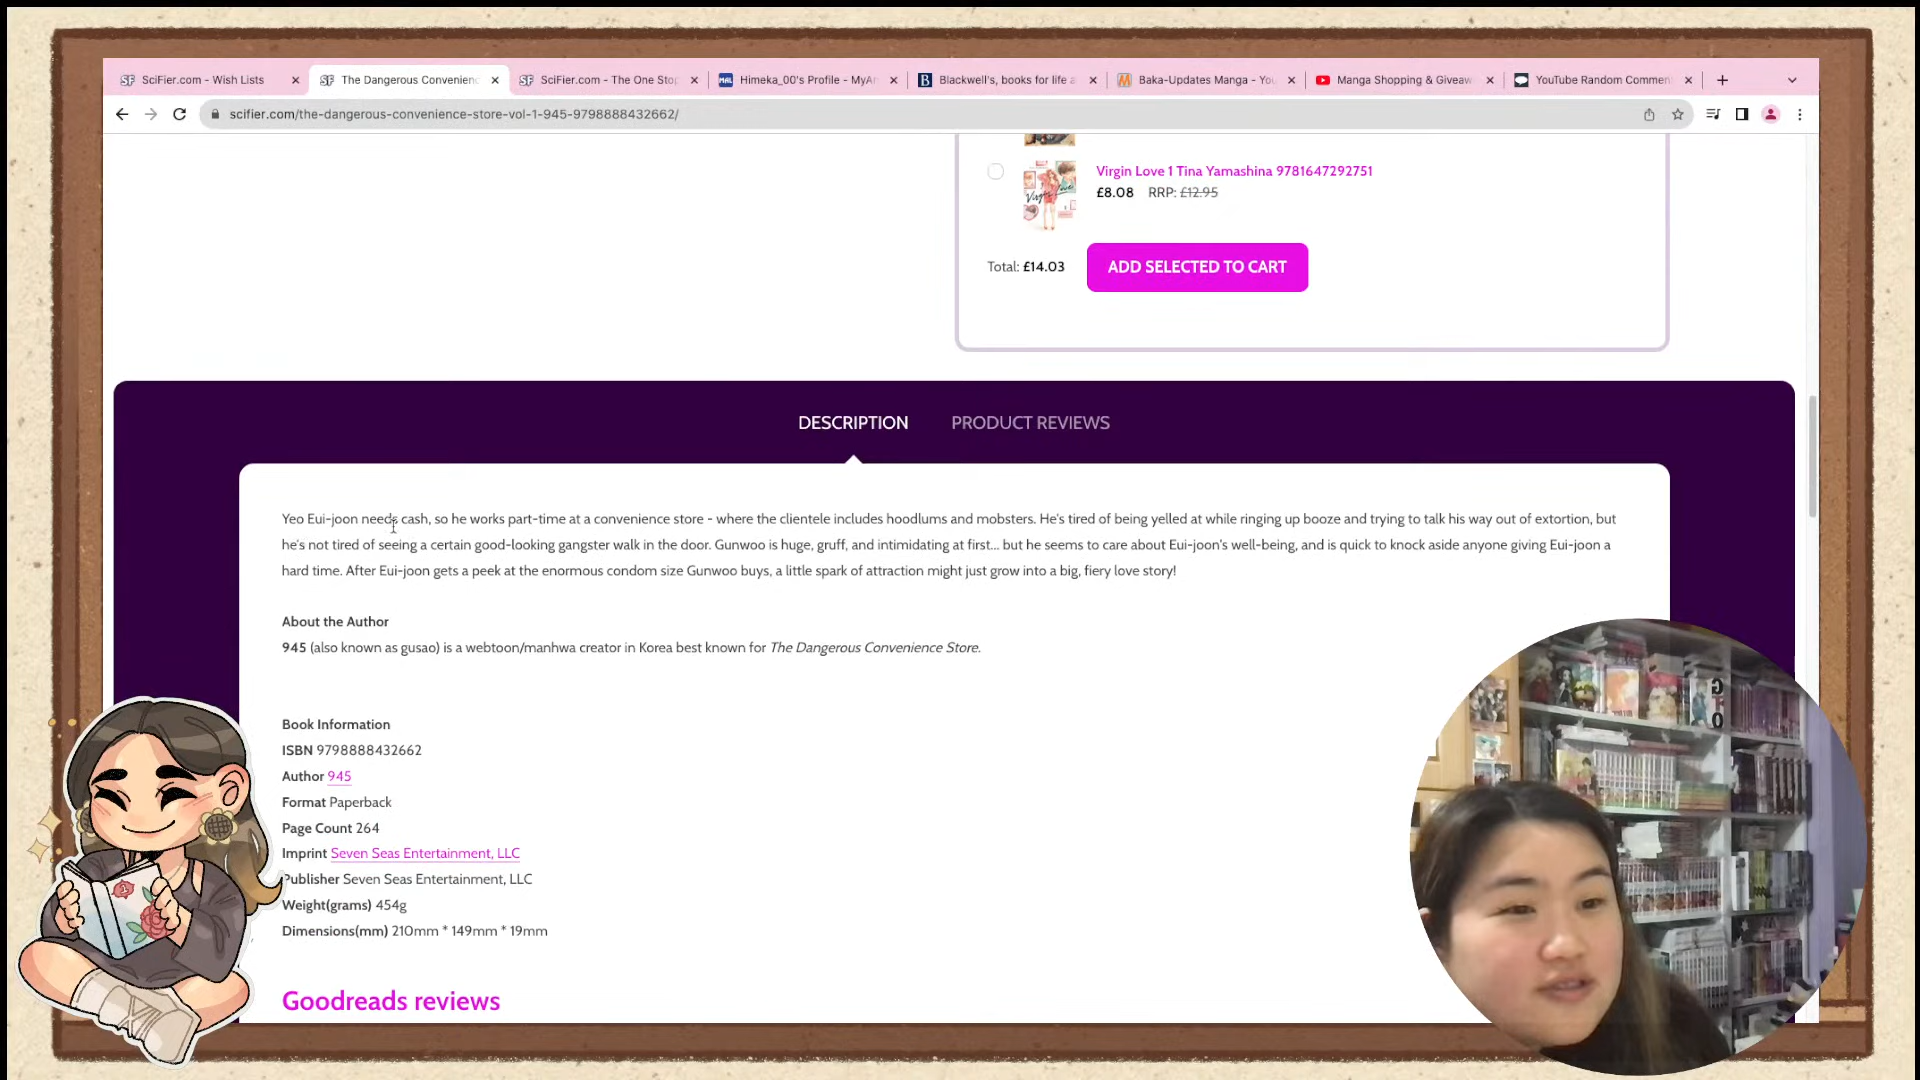 SF SciFier.com - Wish Lists
SF The Dangerous Convenienc
SF SciFier.com - The One Stop
MAL Himeka_00's Profile - MyAn
B Blackwell's, books for life a
Baka-Updates Manga - You
Manga Shopping & Giveaw
YouTube Random Commen
scifier.com/the-dangerous-convenience-store-vol-1-945-9798888432662/
Virgin Love 1 Tina Yamashina 9781647292751
£8.08 RRP: £12.95
Total: £14.03 ADD SELECTED TO CART
DESCRIPTION PRODUCT REVIEWS
Yeo Eui-joon needs cash, so he works part-time at a convenience store - where the clientele includes hoodlums and mobsters. He's tired of being yelled at while ringing up booze and trying to talk his way out of extortion, but
he's not tired of seeing a certain good-looking gangster walk in the door. Gunwoo is huge, gruff, and intimidating at first... but he seems to care about Eui-joon's well-being, and is quick to knock aside anyone giving Eui-joon a
hard time. After Eui-joon gets a peek at the enormous condom size Gunwoo buys, a little spark of attraction might just grow into a big, fiery love story!
About the Author
945 (also known as gusao) is a webtoon/manhwa creator in Korea best known for The Dangerous Convenience Store.
Book Information
ISBN 9798888432662
Author 945
Format Paperback
Page Count 264
Imprint Seven Seas Entertainment, LLC
Publisher Seven Seas Entertainment, LLC
Weight(grams) 454g
Dimensions(mm) 210mm * 149mm * 19mm
Goodreads reviews